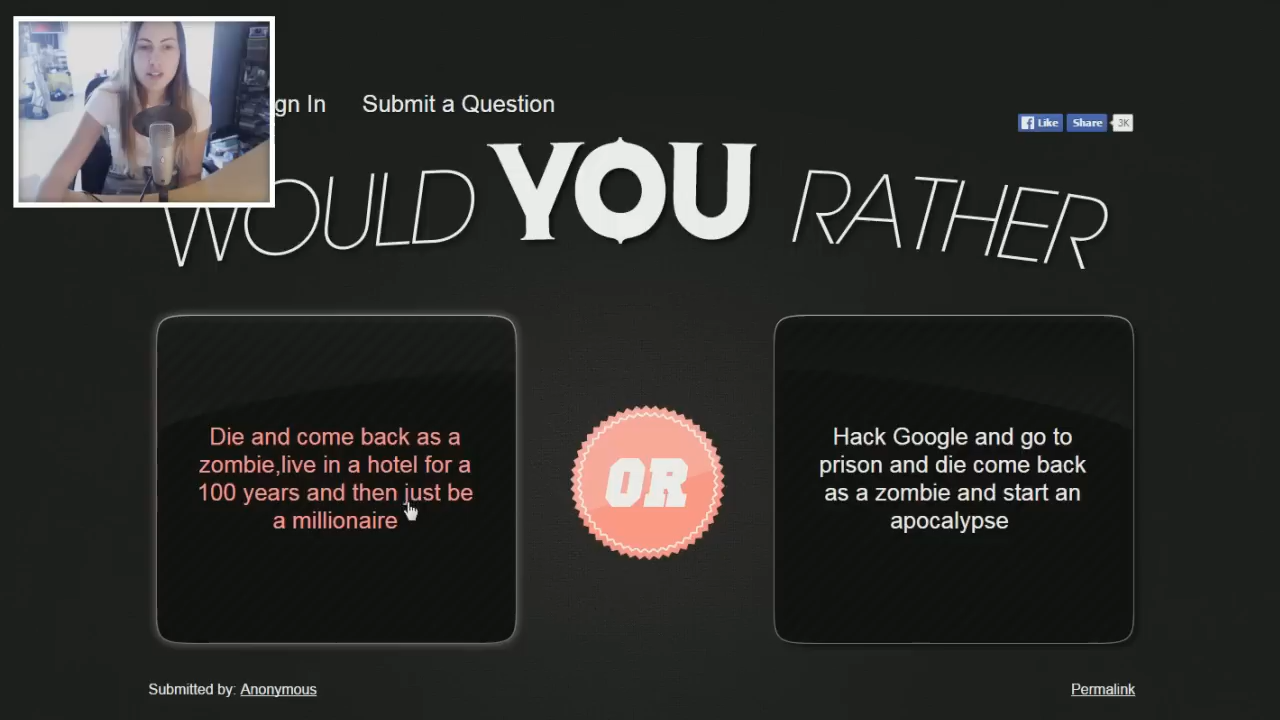 gn In Submit a Question
Like Share 3K
WOULD YOU RATHER
Die and come back as a
zombie,live in a hotel for a
100 years and then just be
a millionaire
OR
Hack Google and go to
prison and die come back
as a zombie and start an
apocalypse
Submitted by: Anonymous
Permalink